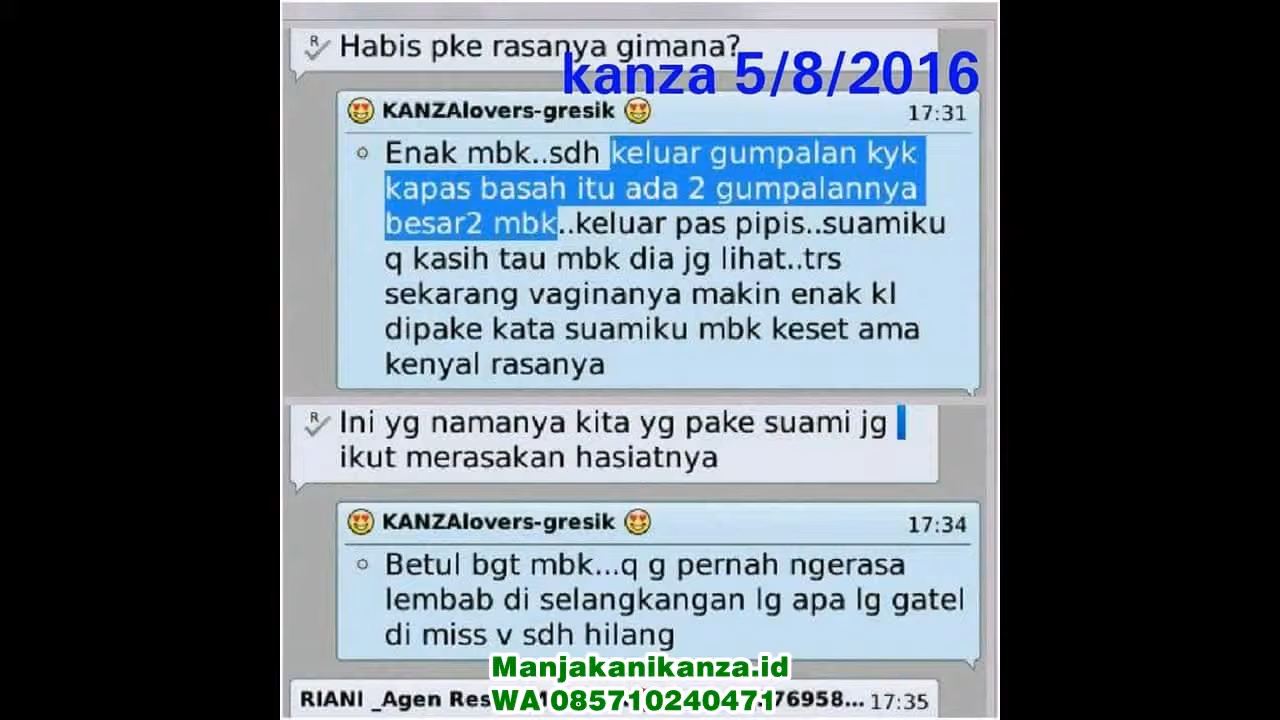 Habis pke rasanya gimana?
kanza 5/8/2016
KANZAlovers-gresik 17:31
Enak mbk..sdh keluar gumpalan kyk
kapas basah itu ada 2 gumpalannya
besar2 mbk..keluar pas pipis..suamiku
q kasih tau mbk dia jg lihat..trs
sekarang vaginanya makin enak kl
dipake kata suamiku mbk keset ama
kenyal rasanya
Ini yg namanya kita yg pake suami jg
ikut merasakan hasiatnya
KANZAlovers-gresik 17:34
Betul bgt mbk...q g pernah ngerasa
lembab di selangkangan lg apa lg gatel
di miss v sdh hilang
Manjakanikanza.id
RIANI _Agen Res 76958... 17:35
WA085710240471